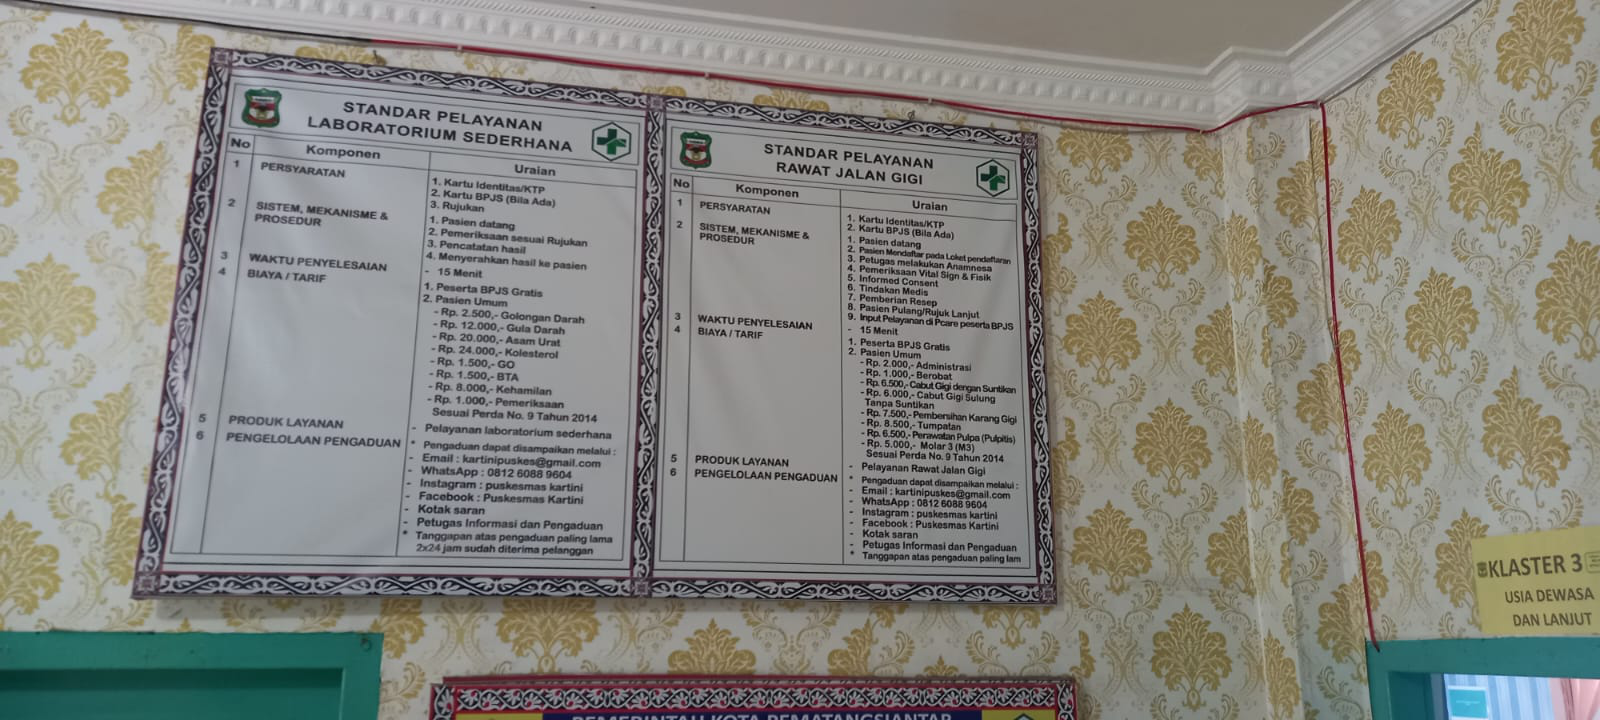 STANDAR PELAYANAN
LABORATORIUM SEDERHANA
No Komponen Uraian
1 PERSYARATAN
1. Kartu Identitas/KTP
2. Kartu BPJS (Bila Ada)
3. Rujukan
2 SISTEM, MEKANISME &
PROSEDUR
1. Pasien datang
2. Pemeriksaan sesuai Rujukan
3. Pencatatan hasil
4. Menyerahkan hasil ke pasien
3 WAKTU PENYELESAIAN
- 15 Menit
4 BIAYA / TARIF
1. Peserta BPJS Gratis
2. Pasien Umum
- Rp. 2.500,- Golongan Darah
- Rp. 12.000,- Gula Darah
- Rp. 20.000,- Asam Urat
- Rp. 24.000,- Kolesterol
- Rp. 1.500,- GO
- Rp. 1.500,- BTA
- Rp. 8.000,- Kehamilan
- Rp. 1.000,- Pemeriksaan
Sesuai Perda No. 9 Tahun 2014
5 PRODUK LAYANAN
- Pelayanan laboratorium sederhana
6 PENGELOLAAN PENGADUAN
* Pengaduan dapat disampaikan melalui :
- Email : kartinipuskes@gmail.com
- WhatsApp : 0812 6088 9604
- Instagram : puskesmas kartini
- Facebook : Puskesmas Kartini
- Kotak saran
- Petugas Informasi dan Pengaduan
* Tanggapan atas pengaduan paling lama
2x24 jam sudah diterima pelanggan
STANDAR PELAYANAN
RAWAT JALAN GIGI
No Komponen Uraian
1 PERSYARATAN
1. Kartu Identitas/KTP
2. Kartu BPJS (Bila Ada)
2 SISTEM, MEKANISME &
PROSEDUR
1. Pasien datang
2. Pasien Mendaftar pada Loket pendaftaran
3. Petugas melakukan Anamnesa
4. Pemeriksaan Vital Sign & Fisik
5. Informed Consent
6. Tindakan Medis
7. Pemberian Resep
8. Pasien Pulang/Rujuk Lanjut
9. Input Pelayanan di Pcare peserta BPJS
3 WAKTU PENYELESAIAN
- 15 Menit
4 BIAYA / TARIF
1. Peserta BPJS Gratis
2. Pasien Umum
- Rp. 2.000,- Administrasi
- Rp. 1.000,- Berobat
- Rp. 6.500,- Cabut Gigi dengan Suntikan
- Rp. 6.000,- Cabut Gigi Sulung
Tanpa Suntikan
- Rp. 7.500,- Pembersihan Karang Gigi
- Rp. 8.500,- Tumpatan
- Rp. 6.500,- Perawatan Pulpa (Pulpitis)
- Rp. 5.000,- Molar 3 (M3)
Sesuai Perda No. 9 Tahun 2014
5 PRODUK LAYANAN
- Pelayanan Rawat Jalan Gigi
6 PENGELOLAAN PENGADUAN
* Pengaduan dapat disampaikan melalui :
- Email : kartinipuskes@gmail.com
- WhatsApp : 0812 6088 9604
- Instagram : puskesmas kartini
- Facebook : Puskesmas Kartini
- Kotak saran
- Petugas Informasi dan Pengaduan
* Tanggapan atas pengaduan paling lam
KLASTER 3
USIA DEWASA
DAN LANJUT
PEMERINTAH KOTA PEMATANGSIANTAR